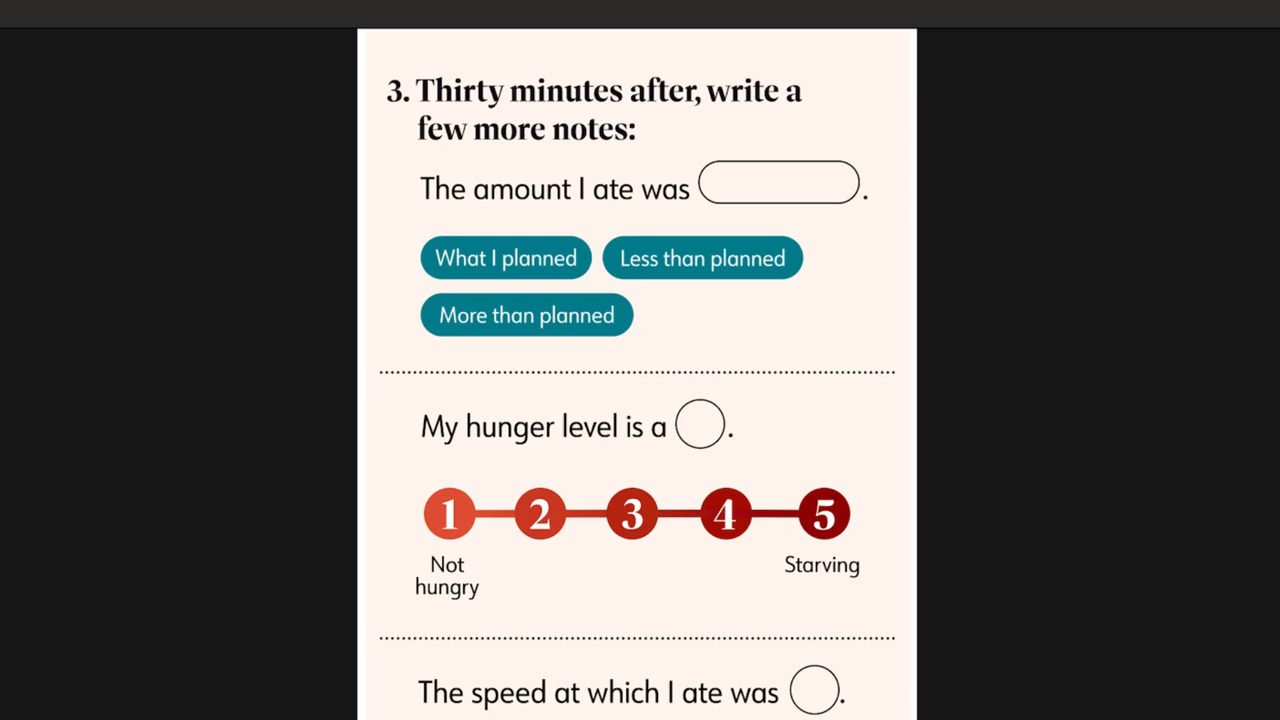 3. Thirty minutes after, write a
few more notes:
The amount I ate was .
What I planned
Less than planned
More than planned
My hunger level is a .
1 2 3 4 5
Not
hungry
Starving
The speed at which I ate was .